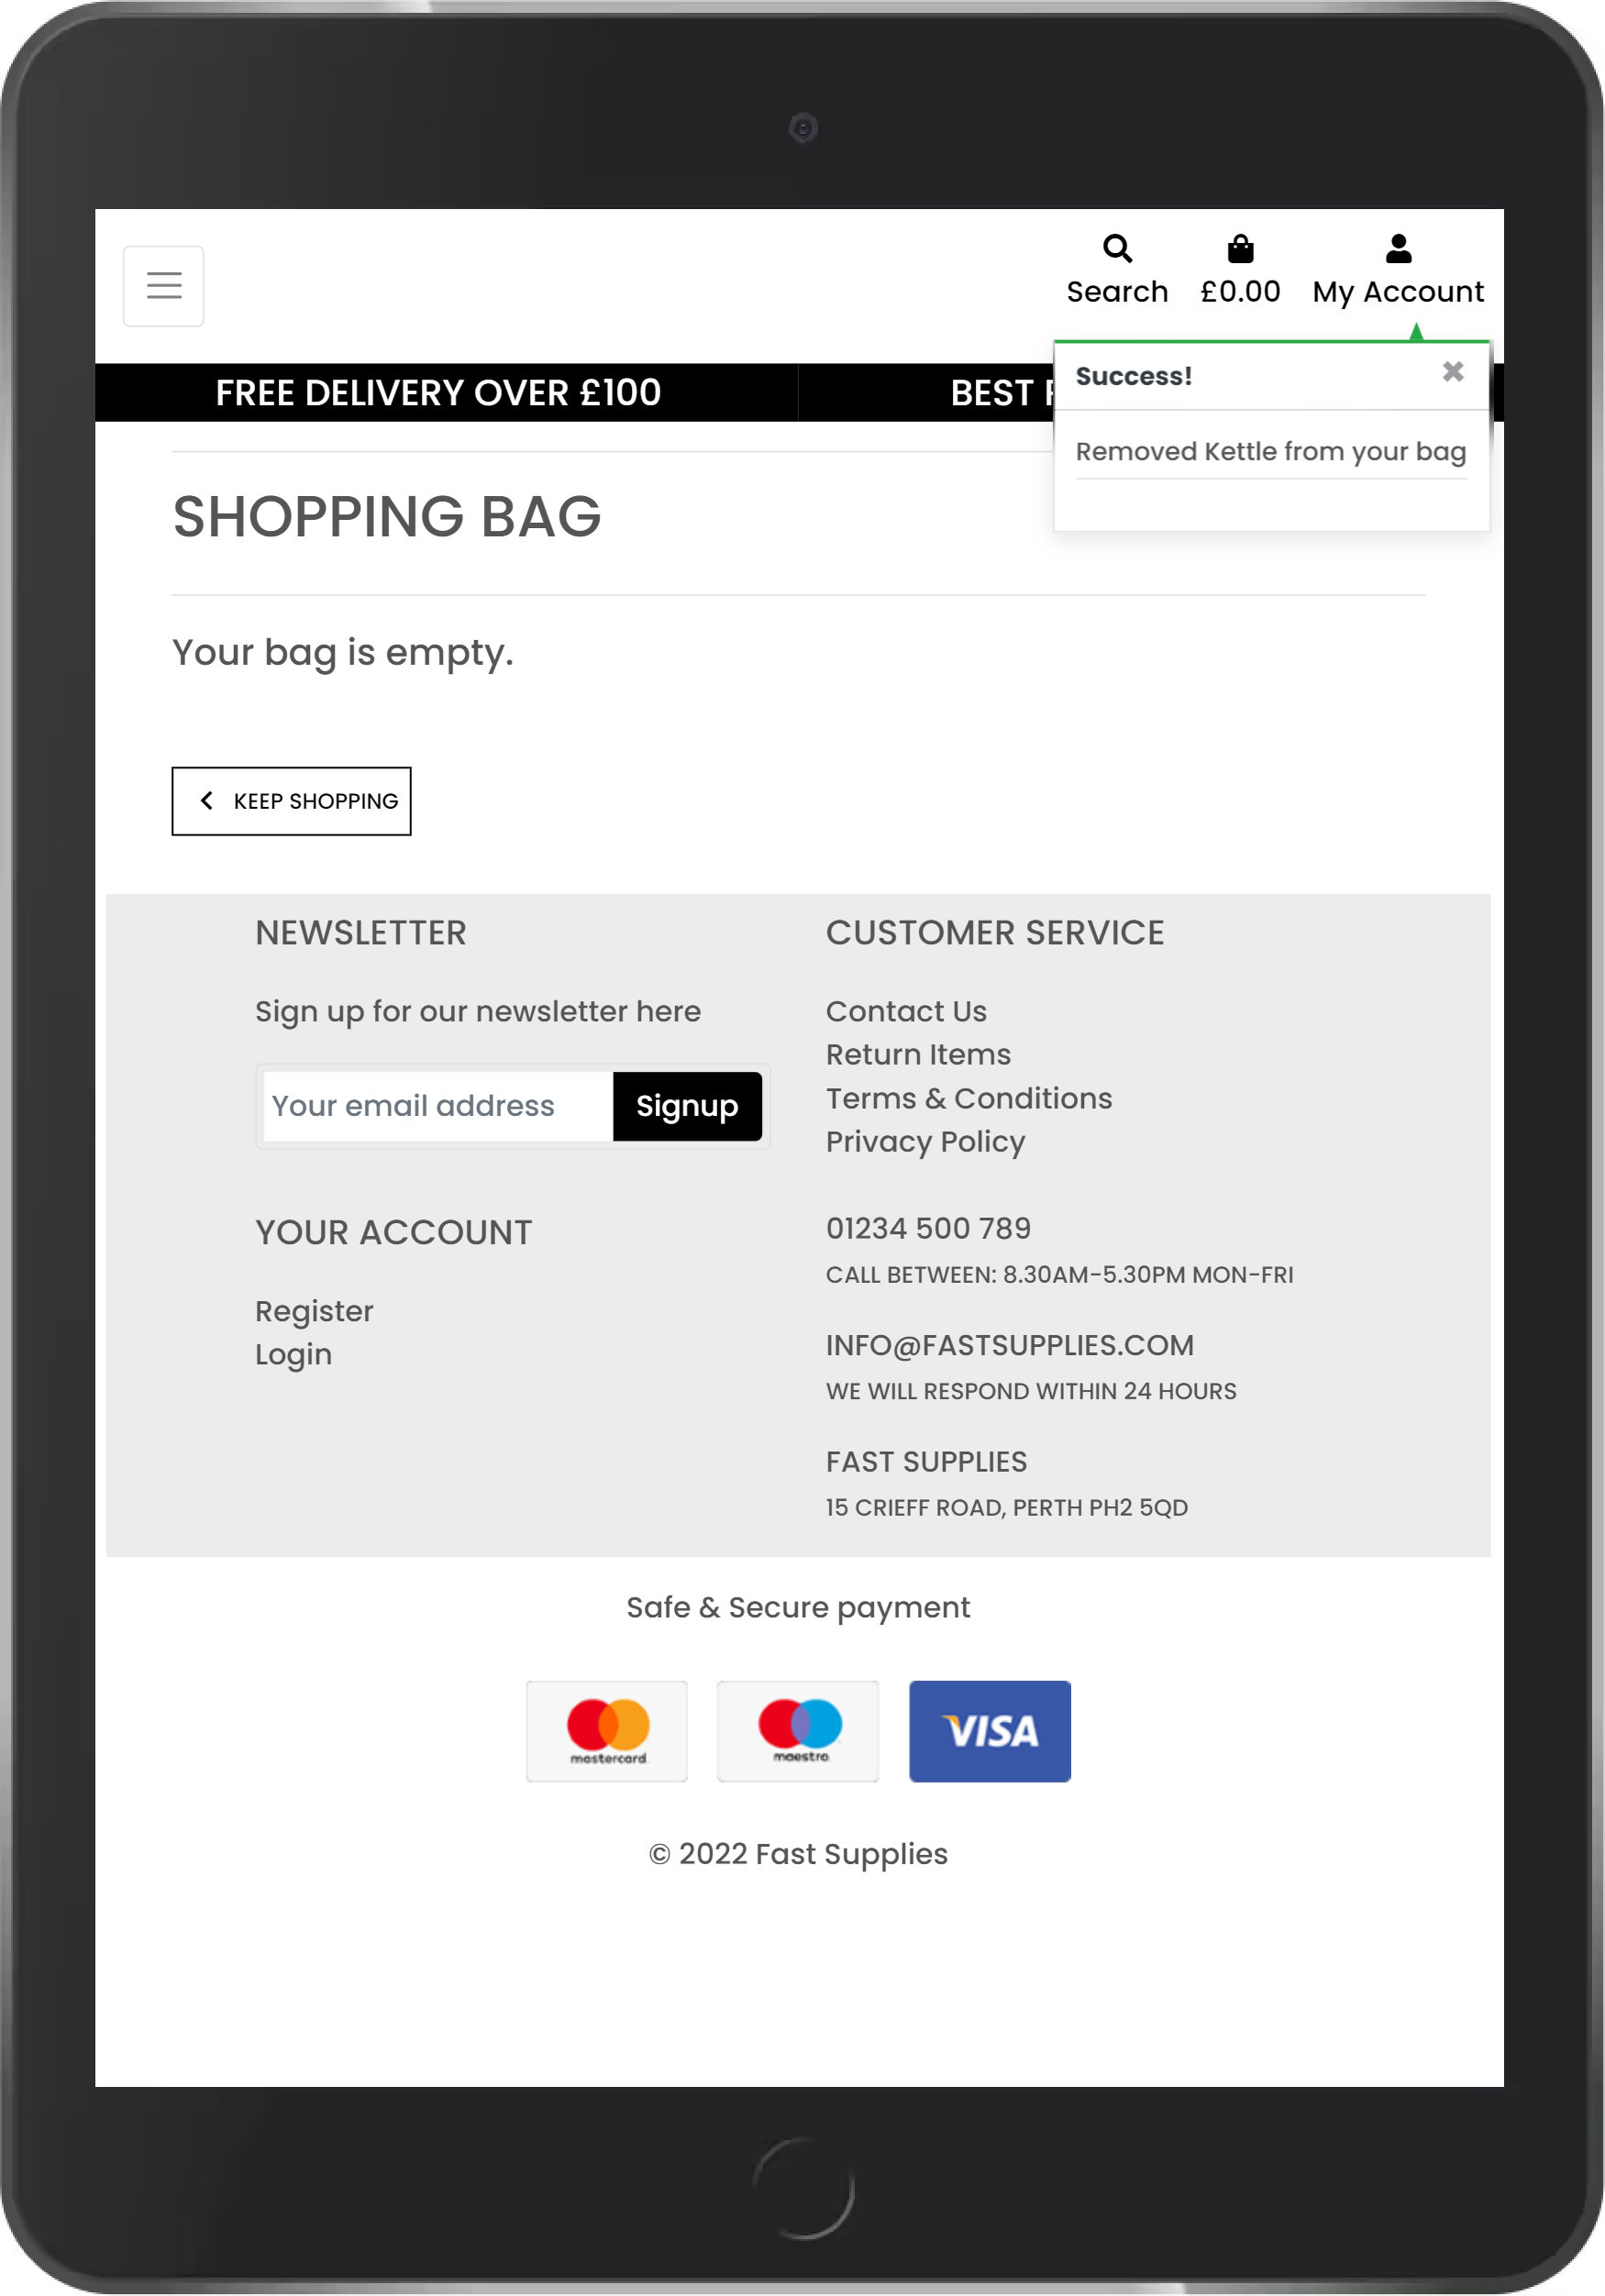 Search
£0.00
My Account
FREE DELIVERY OVER £100
BEST
Success!
Removed Kettle from your bag
SHOPPING BAG
Your bag is empty.
KEEP SHOPPING
NEWSLETTER
Sign up for our newsletter here
Your email address
Signup
YOUR ACCOUNT
Register
Login
CUSTOMER SERVICE
Contact Us
Return Items
Terms & Conditions
Privacy Policy
01234 500 789
CALL BETWEEN: 8.30AM-5.30PM MON-FRI
INFO@FASTSUPPLIES.COM
WE WILL RESPOND WITHIN 24 HOURS
FAST SUPPLIES
15 CRIEFF ROAD, PERTH PH2 5QD
Safe & Secure payment
mastercard
maestro
VISA
© 2022 Fast Supplies